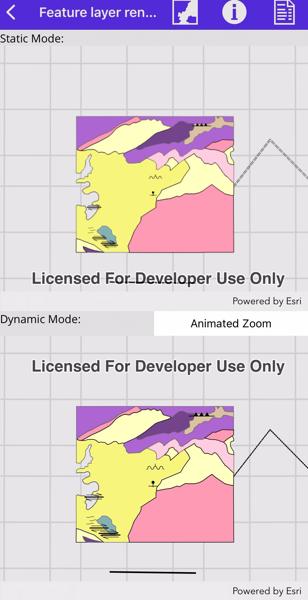 Feature layer ren...
Static Mode:
Licensed For Developer Use Only
Powered by Esri
Dynamic Mode:
Animated Zoom
Licensed For Developer Use Only
Powered by Esri